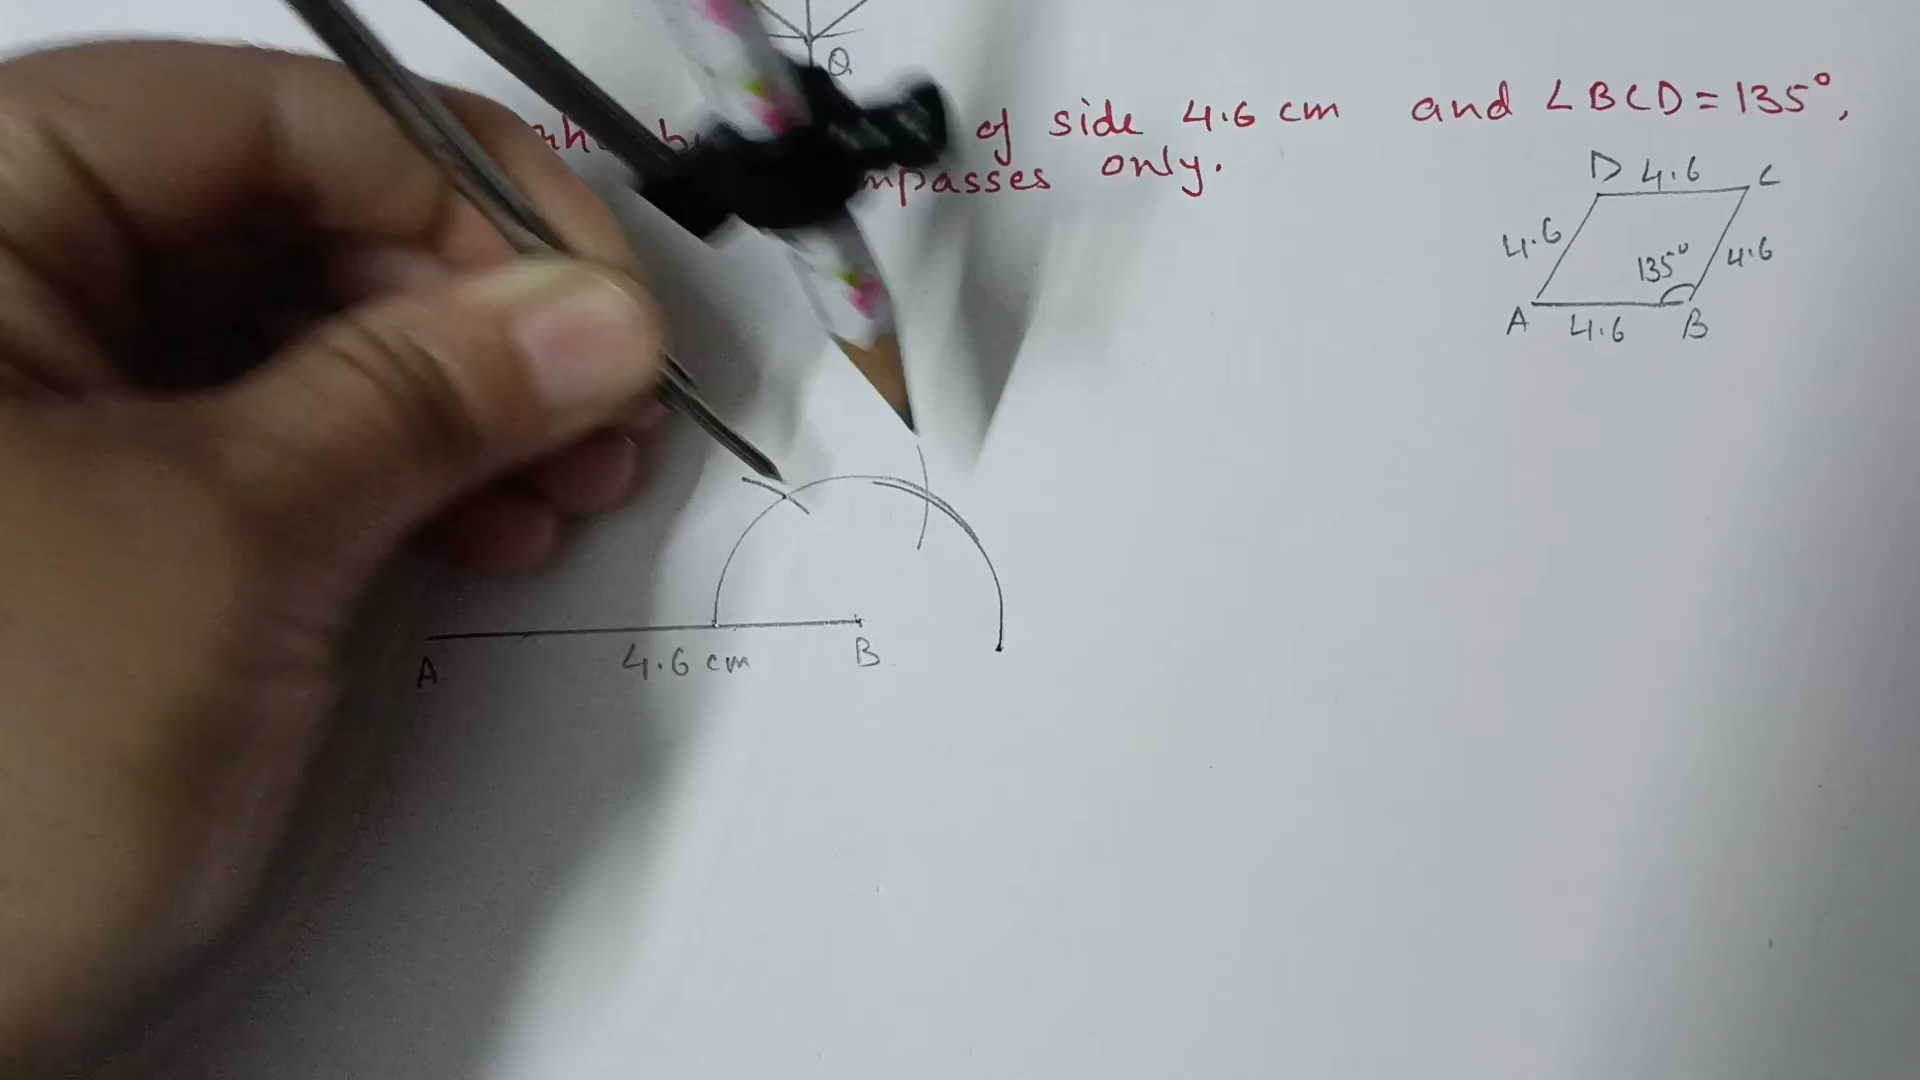 Q
of side 4.6 cm and ∠BCD = 135°,
only.
D 4.6 C
4.6 135° 4.6
A 4.6 B
A 4.6 cm B